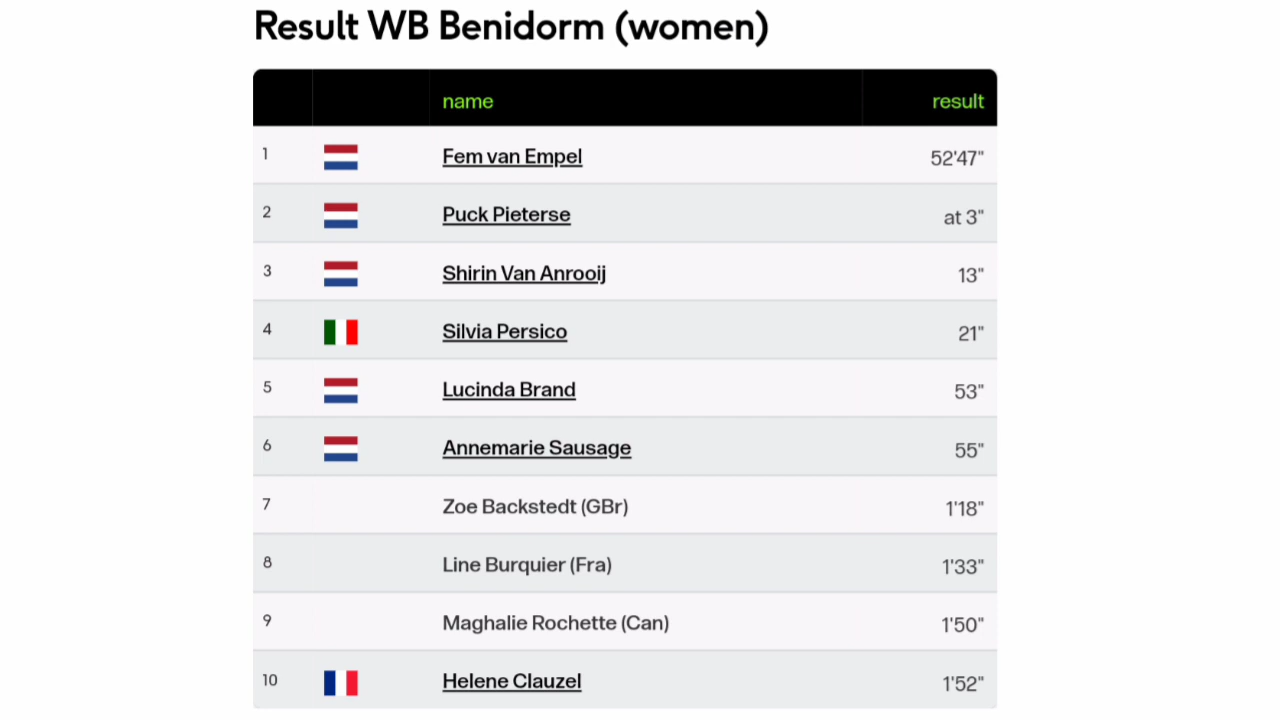 Result WB Benidorm (women)
name result
1 Fem van Empel 52'47"
2 Puck Pieterse at 3"
3 Shirin Van Anrooij 13"
4 Silvia Persico 21"
5 Lucinda Brand 53"
6 Annemarie Sausage 55"
7 Zoe Backstedt (GBr) 1'18"
8 Line Burquier (Fra) 1'33"
9 Maghalie Rochette (Can) 1'50"
10 Helene Clauzel 1'52"